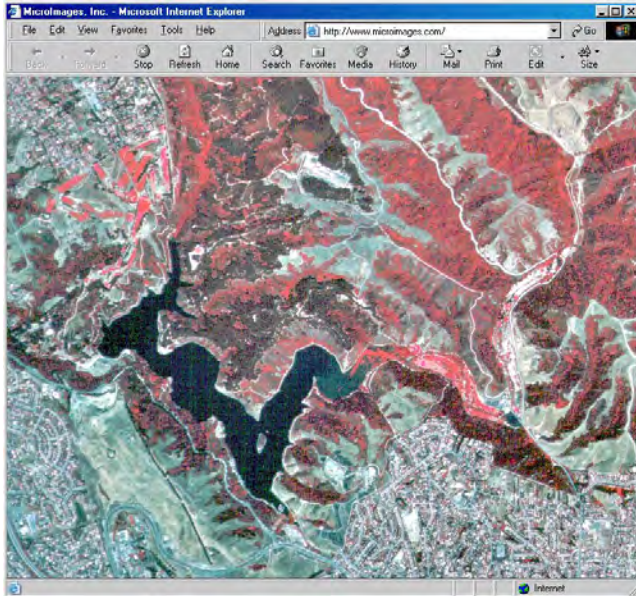 MicroImages, Inc. - Microsoft Internet Explorer
File Edit View Favorites Tools Help Address http://www.microimages.com/ Go
Back Forward Stop Refresh Home Search Favorites Media History Mail Print Edit Size
Internet